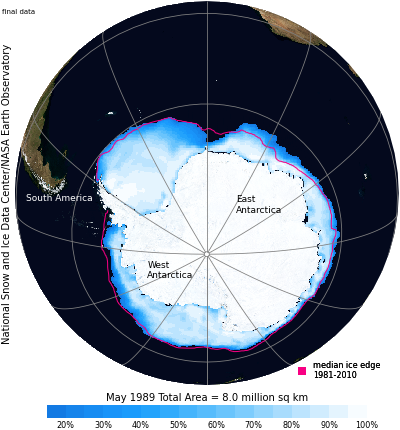 final data
National Snow and Ice Data Center/NASA Earth Observatory
South America
East
Antarctica
West
Antarctica
median ice edge
1981-2010
May 1989 Total Area = 8.0 million sq km
20% 30% 40% 50% 60% 70% 80% 90% 100%